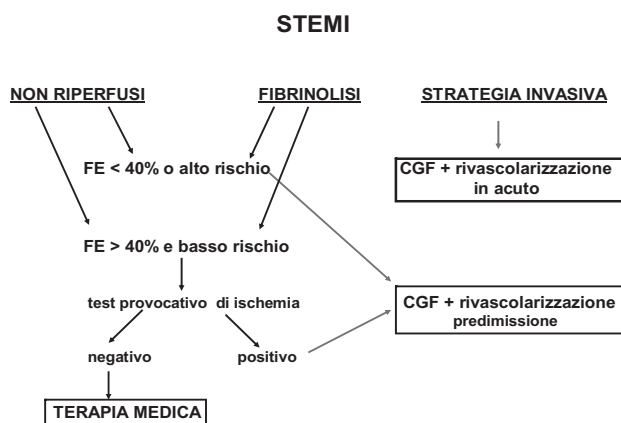 STEMI
NON RIPERFUSI
FIBRINOLISI
STRATEGIA INVASIVA
FE < 40% o alto rischio
CGF + rivascolarizzazione
in acuto
FE > 40% e basso rischio
test provocativo di ischemia
CGF + rivascolarizzazione
predimissione
negativo
positivo
TERAPIA MEDICA